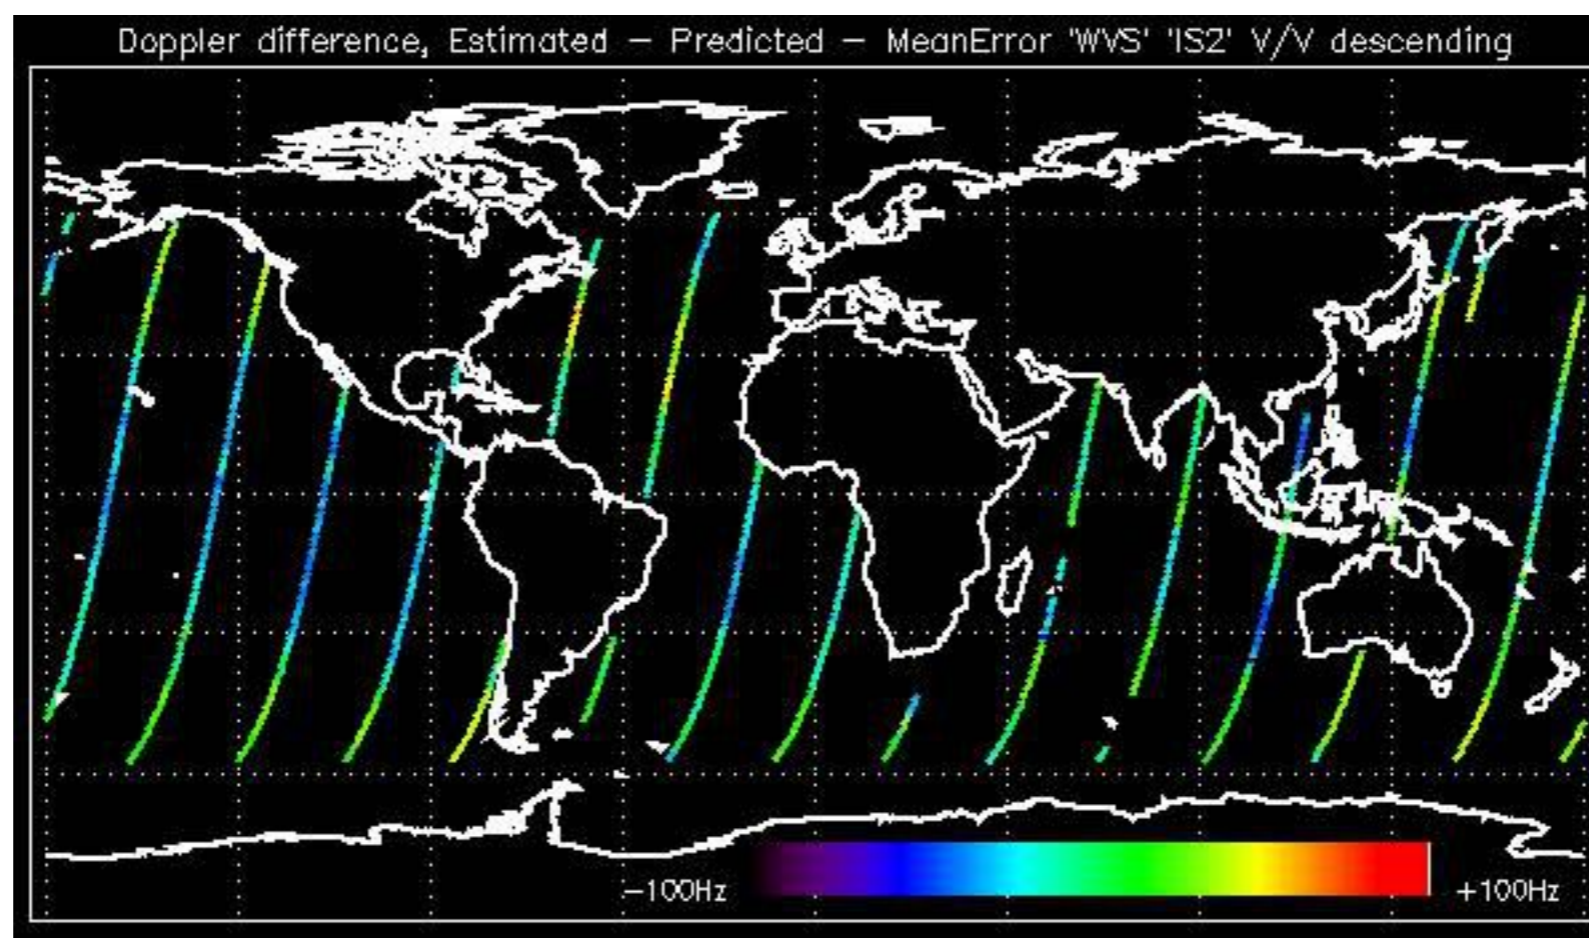 Doppler difference, Estimated – Predicted – MeanError 'WVS' 'IS2' V/V descending
–100Hz
+100Hz